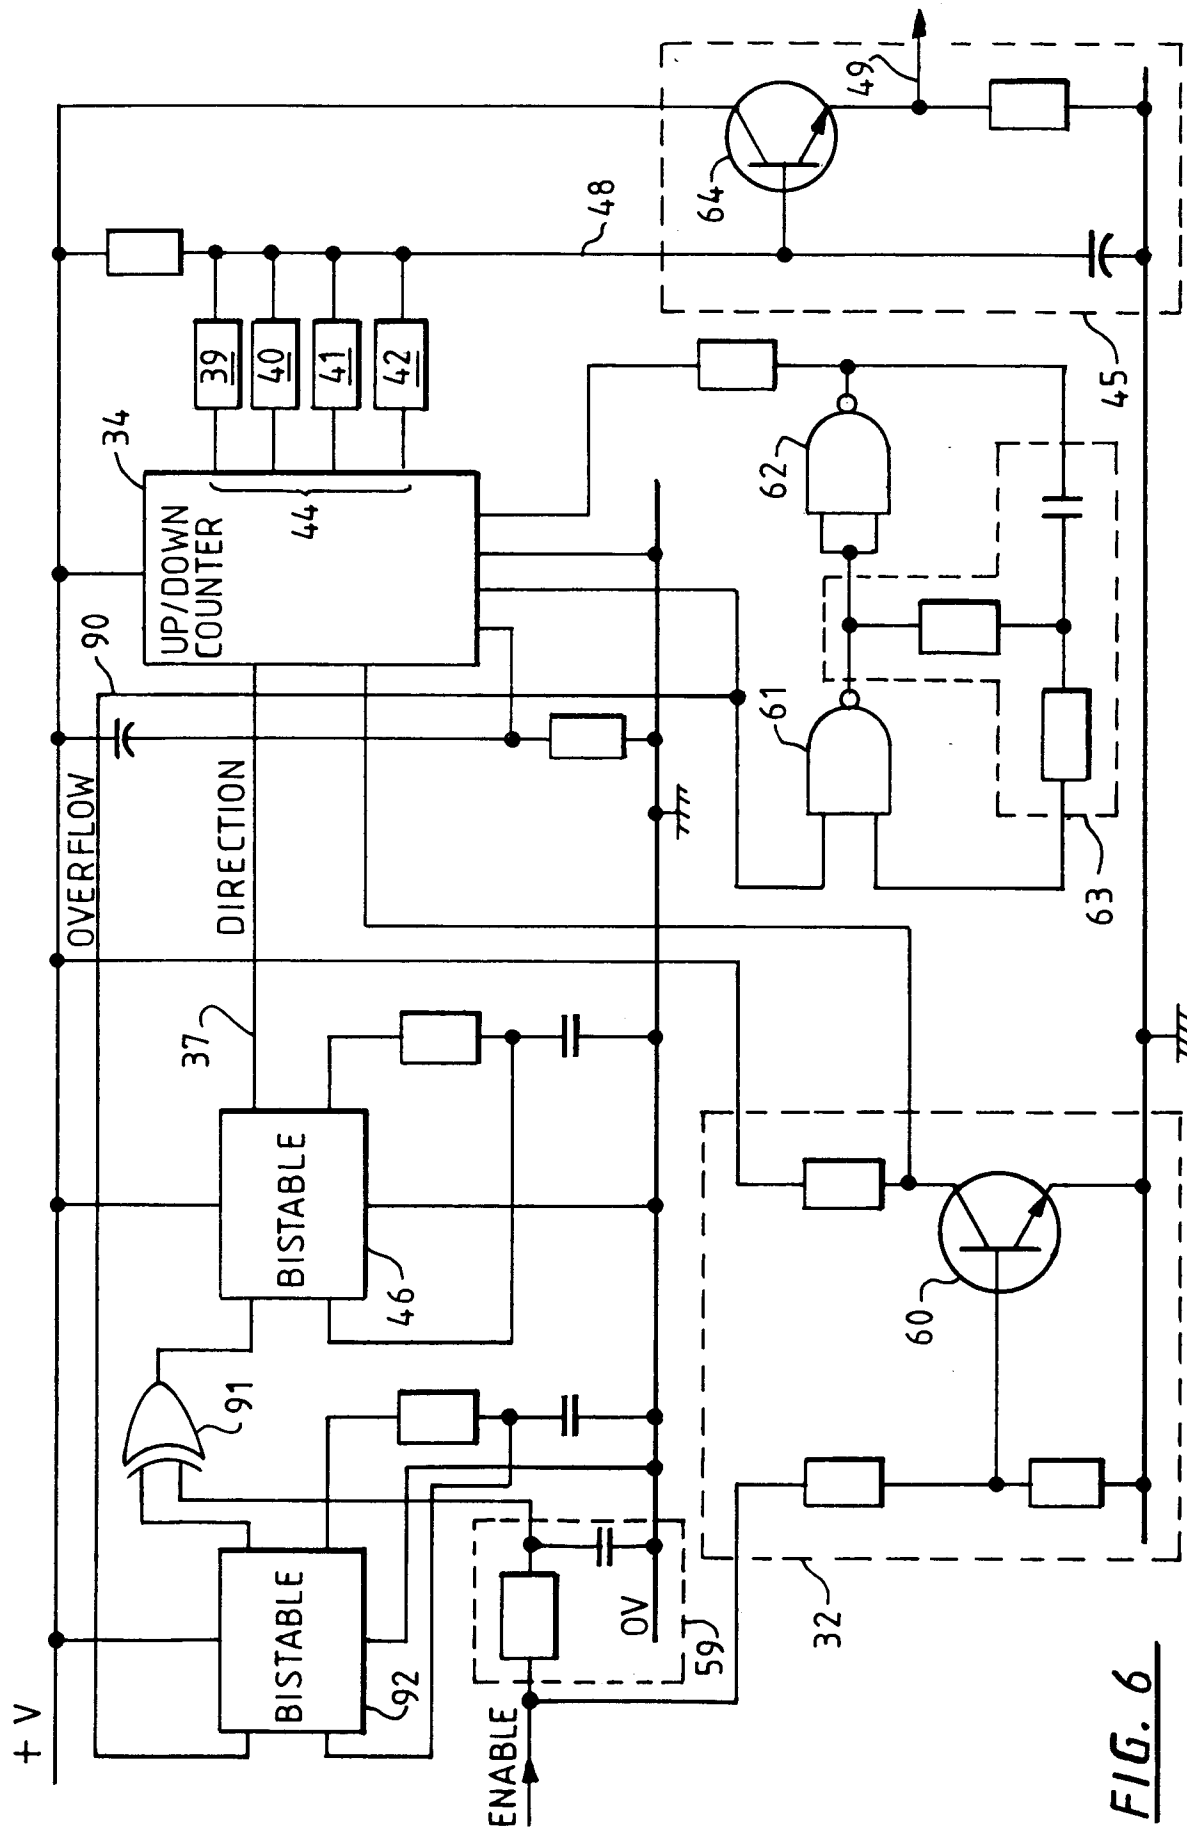 + V
OVERFLOW
90
DIRECTION
37
UP/DOWN
COUNTER
34
44
39
40
41
42
48
BISTABLE
92
91
BISTABLE
46
ENABLE
0V
59
32
60
61
62
63
64
49
45
FIG. 6